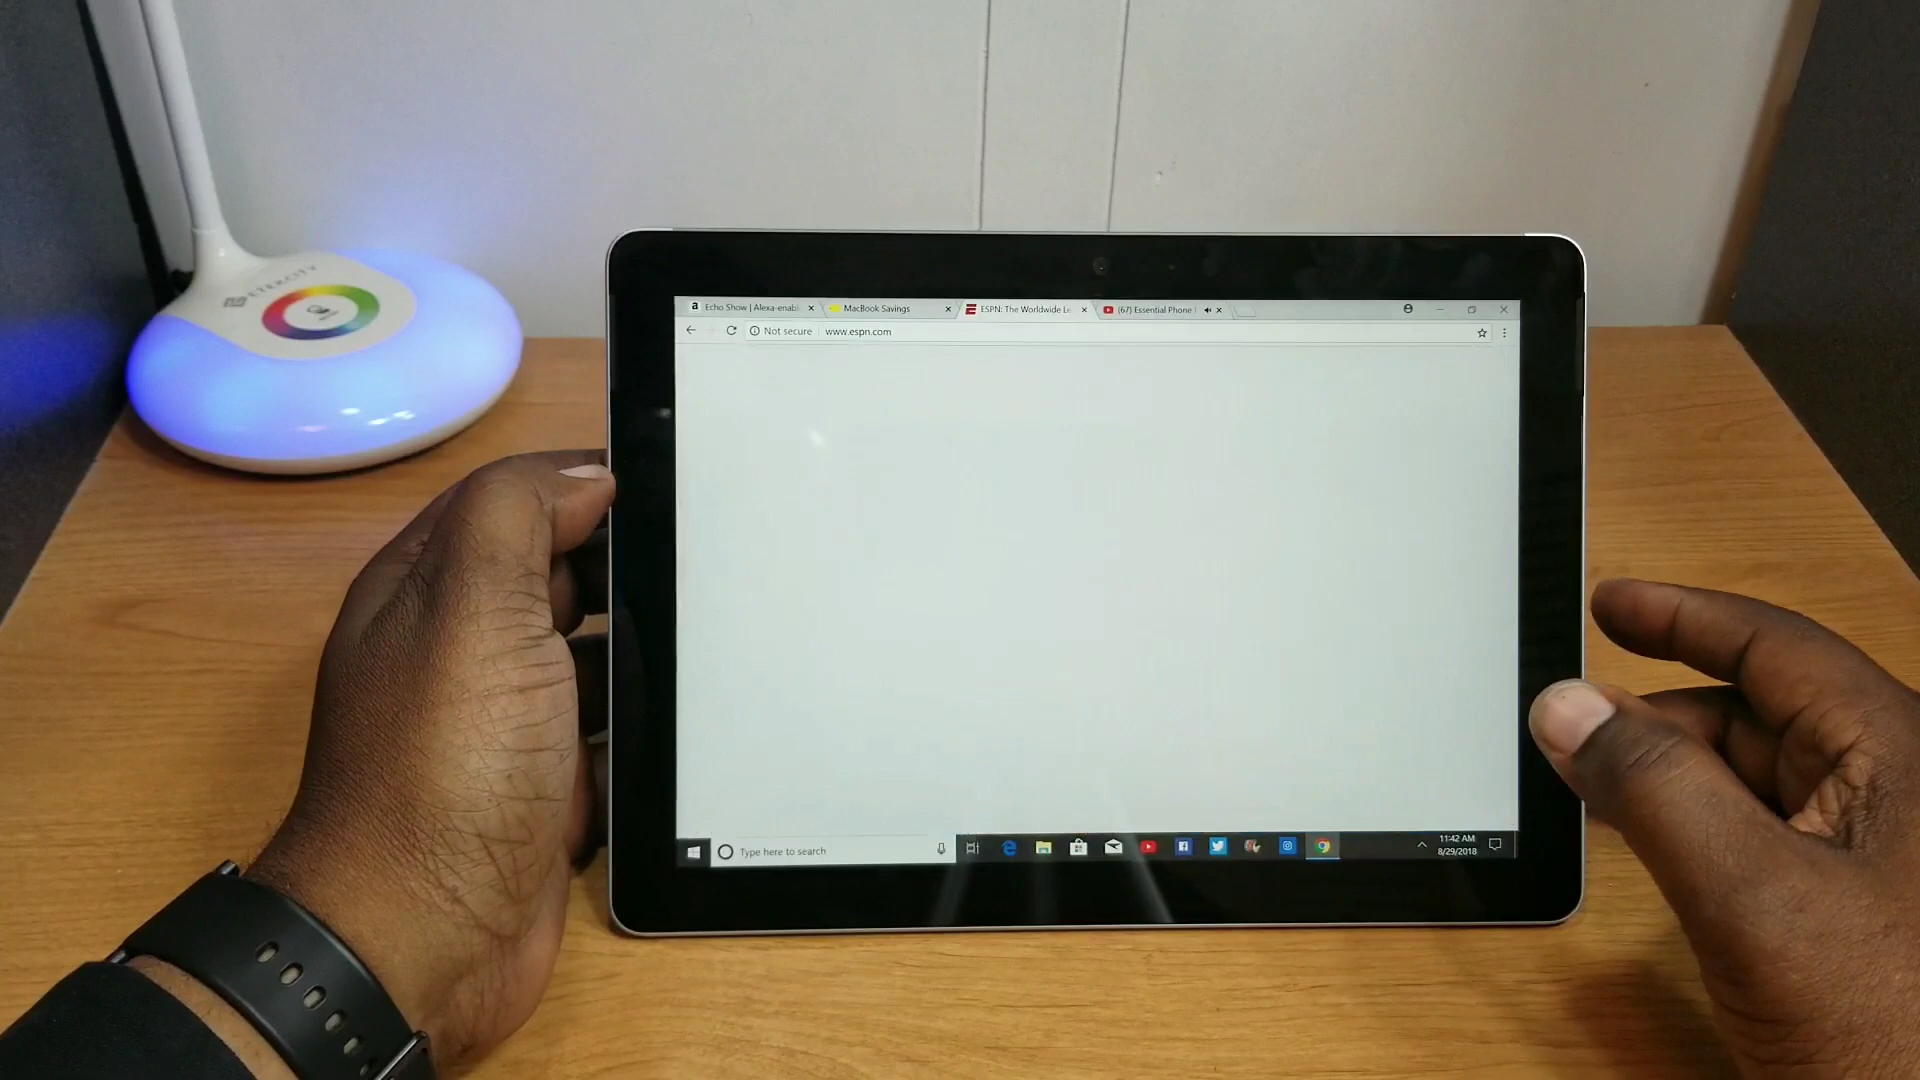 ETEKCITY
Echo Show | Alexa-enabl
MacBook Savings
ESPN: The Worldwide Le
(67) Essential Phone
Not secure
www.espn.com
Type here to search
11:42 AM
8/29/2018